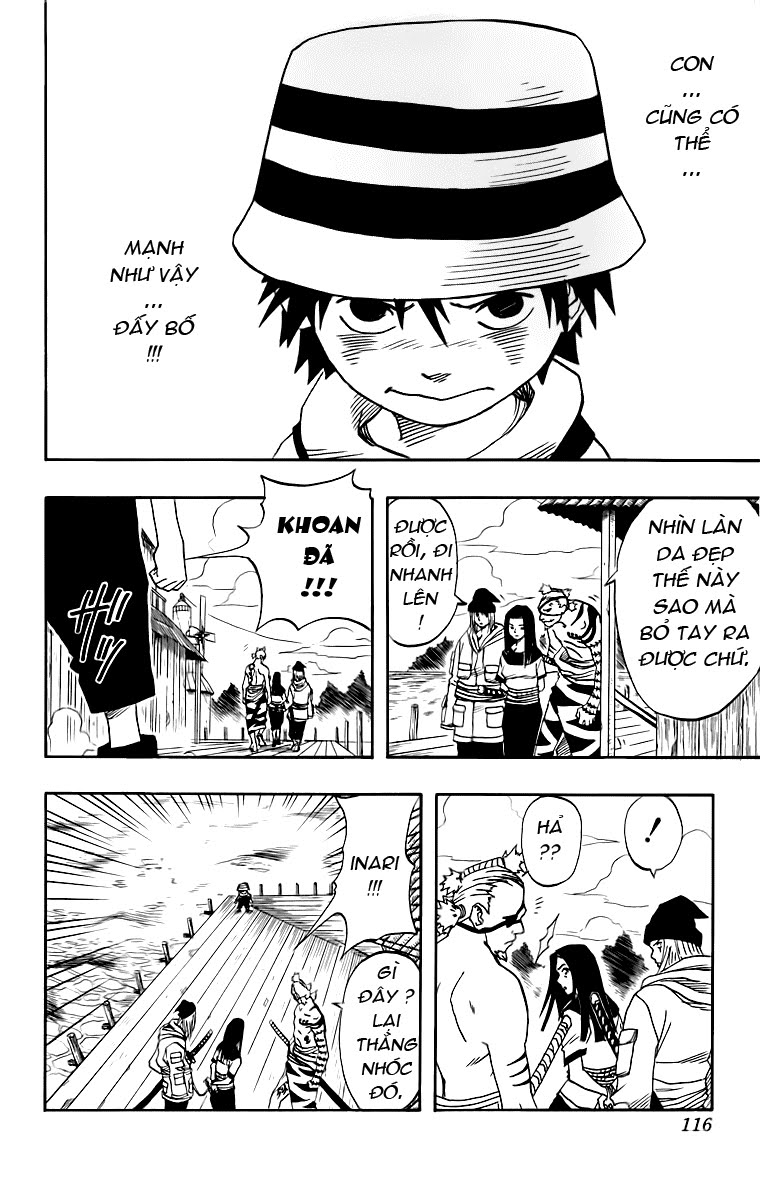 CON
...
CŨNG CÓ
THỂ
...
MẠNH
NHƯ VẬY
...
ĐẤY BỐ
!!!
NHÌN LÀN
DA ĐẸP
THẾ NÀY
SAO MÀ
BỎ TAY RA
ĐƯỢC CHỨ.
ĐƯỢC
RỒI, ĐI
NHANH
LÊN
!
KHOAN
ĐÃ
!!!
ザッ
!
HẢ
??
INARI
!!!
GÌ
ĐÂY ?
LẠI
THẰNG
NHÓC
ĐÓ.
116